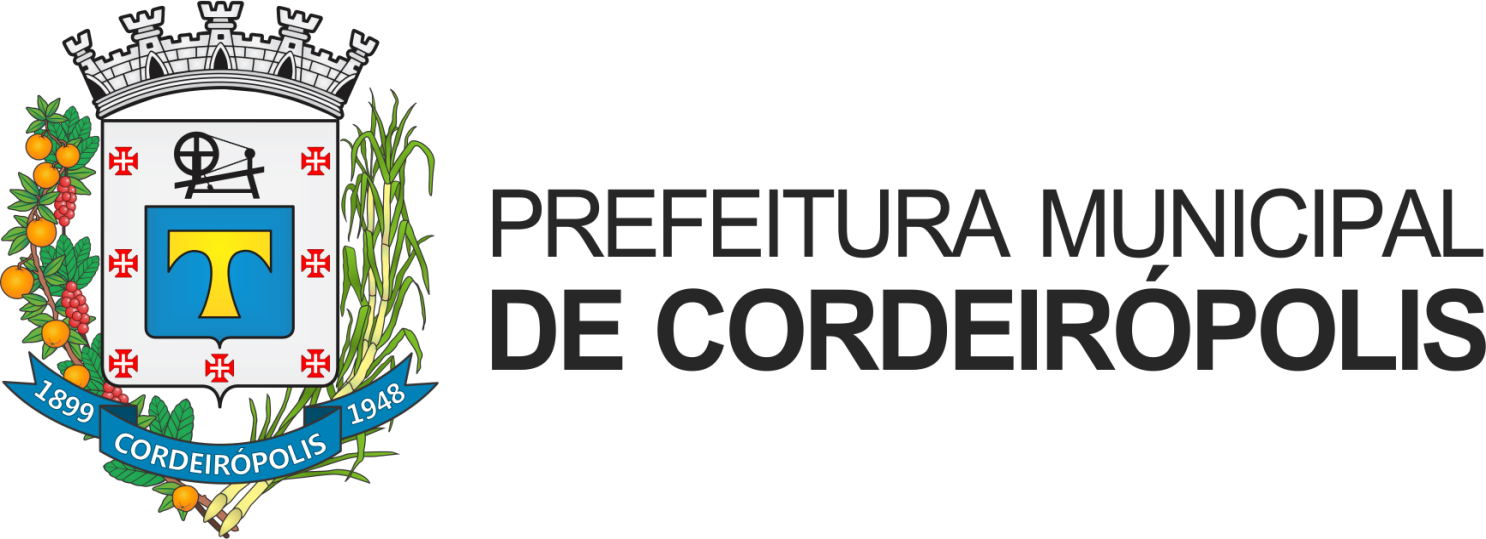 PREFEITURA MUNICIPAL
DE CORDEIRÓPOLIS
1899
CORDEIRÓPOLIS
1948